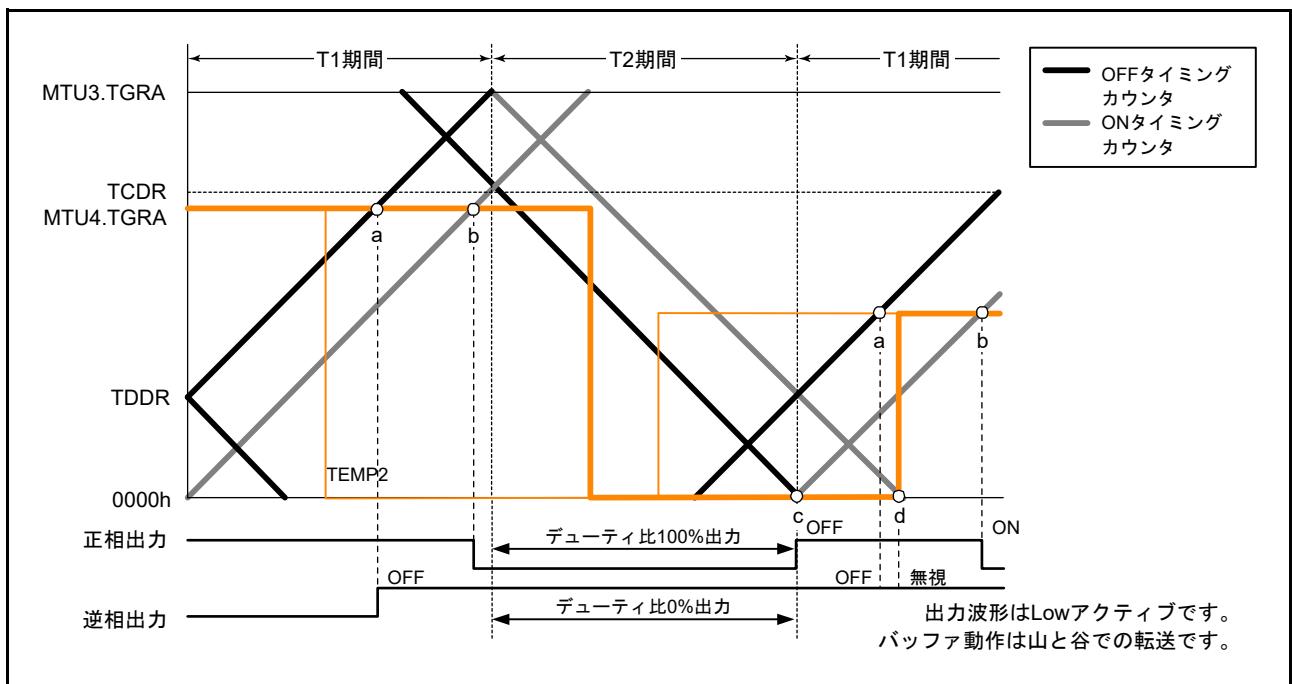 T1期間
T2期間
T1期間
OFFタイミング
カウンタ
ONタイミング
カウンタ
MTU3.TGRA
TCDR
MTU4.TGRA
a
b
a
b
TDDR
TEMP2
0000h
c
d
正相出力
デューティ比100%出力
OFF
ON
OFF
OFF
無視
逆相出力
デューティ比0%出力
出力波形はLowアクティブです。
バッファ動作は山と谷での転送です。